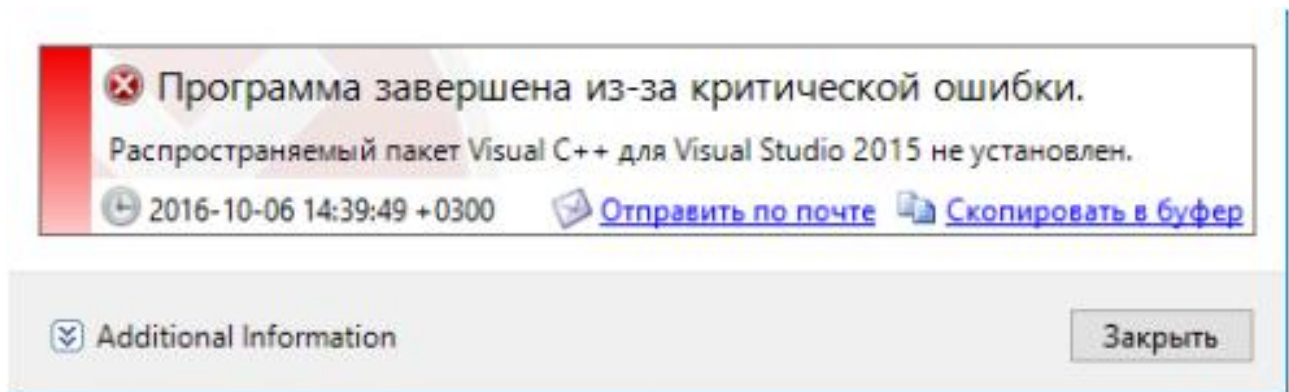 Программа завершена из-за критической ошибки.
Распространяемый пакет Visual C++ для Visual Studio 2015 не установлен.
2016-10-06 14:39:49 +0300 Отправить по почте Скопировать в буфер
Additional Information Закрыть